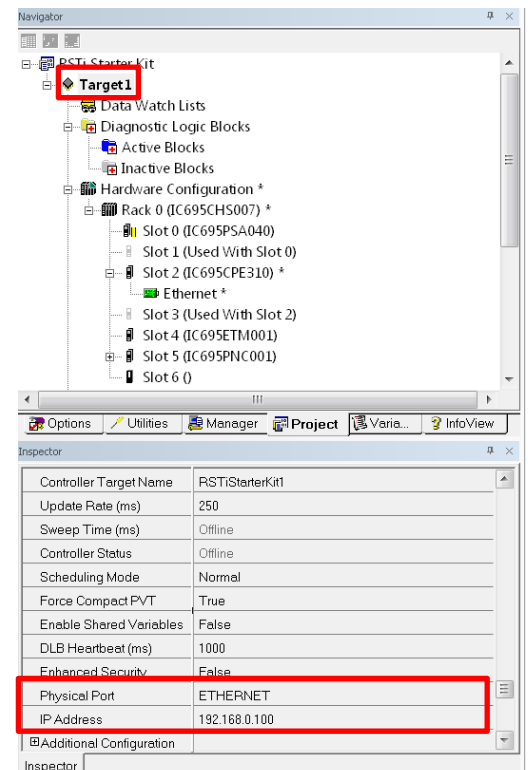 Navigator
RSTi Starter Kit
Target1
Data Watch Lists
Diagnostic Logic Blocks
Active Blocks
Inactive Blocks
Hardware Configuration *
Rack 0 (IC695CHS007) *
Slot 0 (IC695PSA040)
Slot 1 (Used With Slot 0)
Slot 2 (IC695CPE310) *
Ethernet *
Slot 3 (Used With Slot 2)
Slot 4 (IC695ETM001)
Slot 5 (IC695PNC001)
Slot 6 ()
Options Utilities Manager Project Varia... InfoView
Inspector
Controller Target Name RSTiStarterKit1
Update Rate (ms) 250
Sweep Time (ms) Offline
Controller Status Offline
Scheduling Mode Normal
Force Compact PVT True
Enable Shared Variables False
DLB Heartbeat (ms) 1000
Enhanced Security False
Physical Port ETHERNET
IP Address 192.168.0.100
Additional Configuration
Inspector